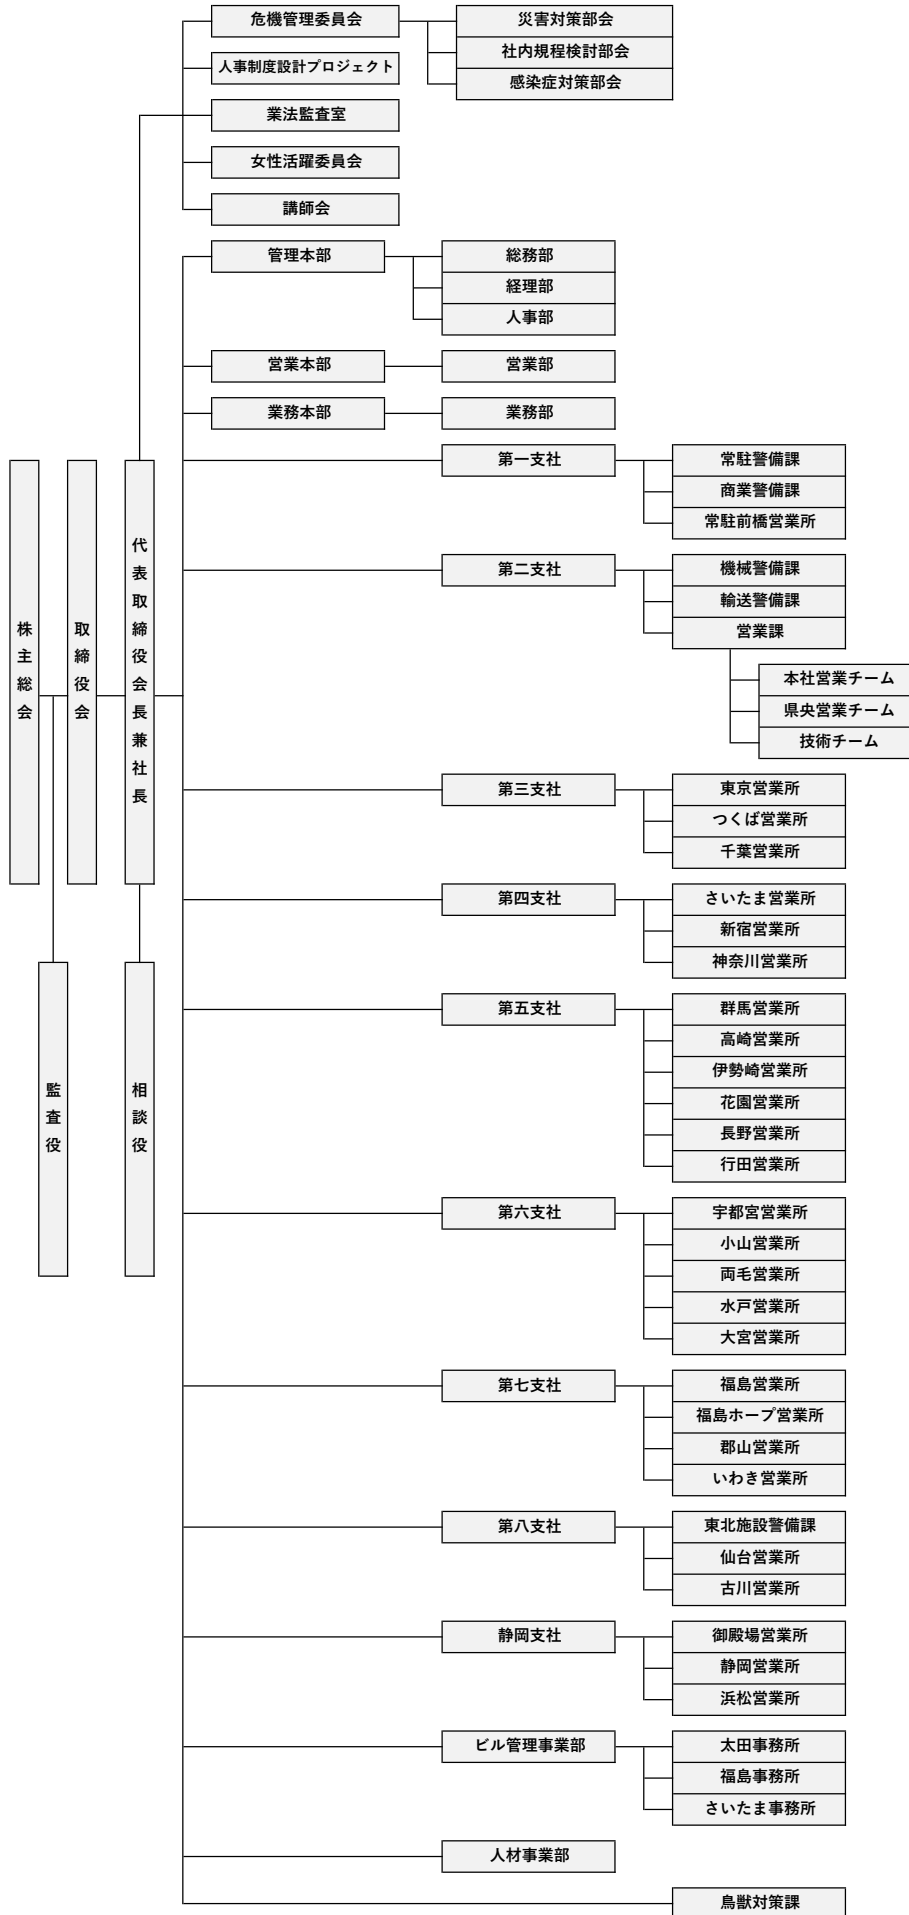 危機管理委員会
災害対策部会
社内規程検討部会
感染症対策部会
人事制度設計プロジェクト
業法監査室
女性活躍委員会
講師会
管理本部
総務部
経理部
人事部
営業本部
営業部
業務本部
業務部
株主総会
取締役会
代表取締役会長兼社長
監査役
相談役
第一支社
常駐警備課
商業警備課
常駐前橋営業所
第二支社
機械警備課
輸送警備課
営業課
本社営業チーム
県央営業チーム
技術チーム
第三支社
東京営業所
つくば営業所
千葉営業所
第四支社
さいたま営業所
新宿営業所
神奈川営業所
第五支社
群馬営業所
高崎営業所
伊勢崎営業所
花園営業所
長野営業所
行田営業所
第六支社
宇都宮営業所
小山営業所
両毛営業所
水戸営業所
大宮営業所
第七支社
福島営業所
福島ホープ営業所
郡山営業所
いわき営業所
第八支社
東北施設警備課
仙台営業所
古川営業所
静岡支社
御殿場営業所
静岡営業所
浜松営業所
ビル管理事業部
太田事務所
福島事務所
さいたま事務所
人材事業部
鳥獣対策課